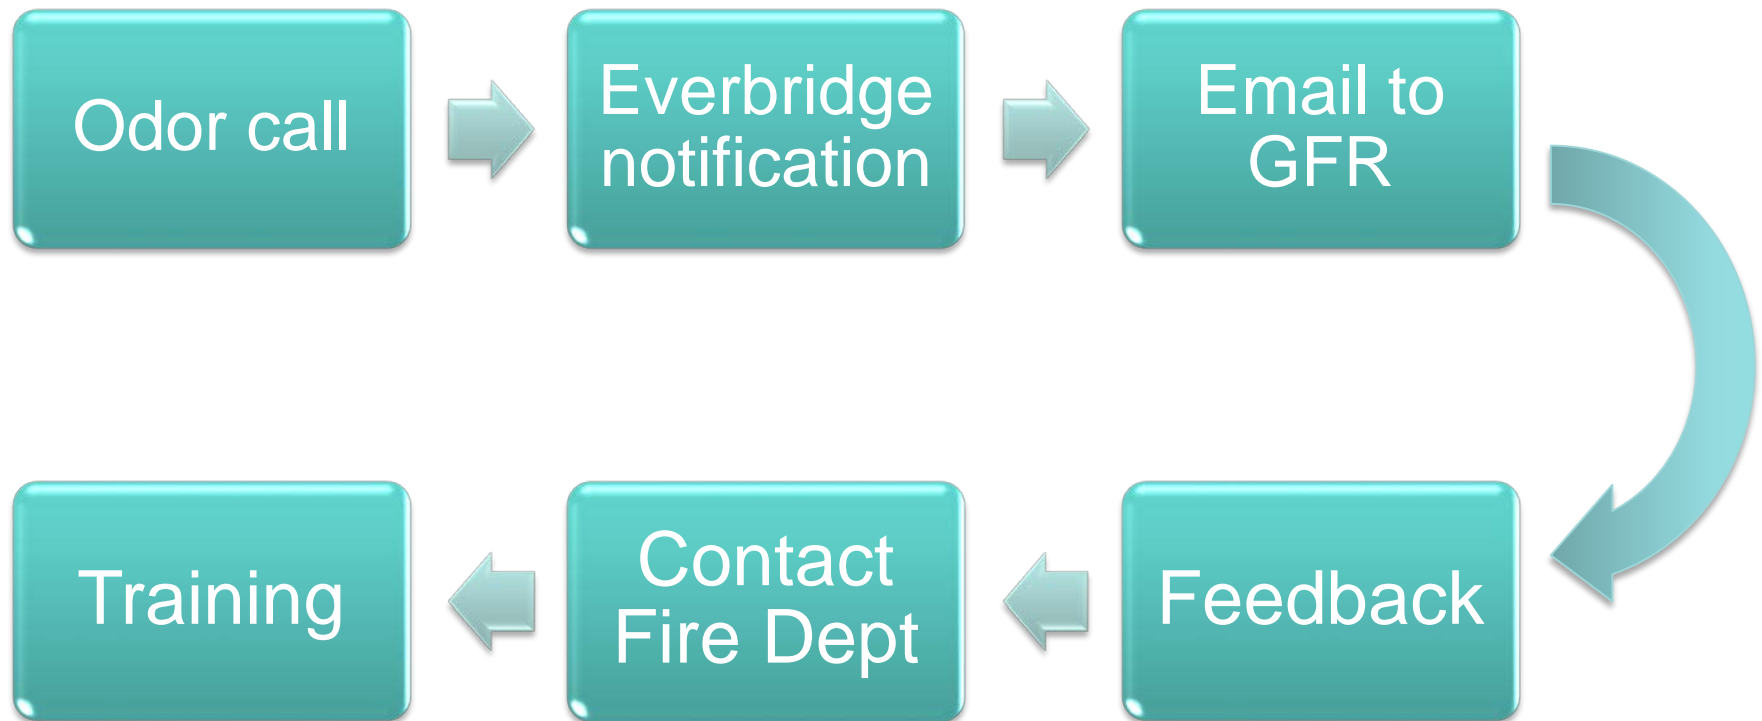 Odor call
Everbridge
notification
Email to
GFR
Feedback
Contact
Fire Dept
Training